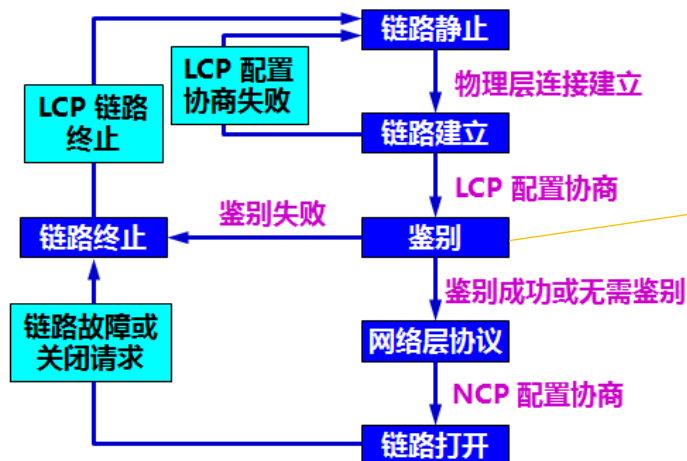 链路静止
LCP 配置
协商失败
物理层连接建立
LCP 链路
终止
链路建立
LCP 配置协商
鉴别失败
链路终止
鉴别
鉴别成功或无需鉴别
链路故障或
关闭请求
网络层协议
NCP 配置协商
链路打开